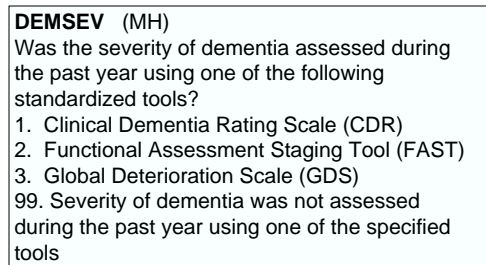 DEMSEV (MH)
Was the severity of dementia assessed during
the past year using one of the following
standardized tools?
1. Clinical Dementia Rating Scale (CDR)
2. Functional Assessment Staging Tool (FAST)
3. Global Deterioration Scale (GDS)
99. Severity of dementia was not assessed
during the past year using one of the specified
tools